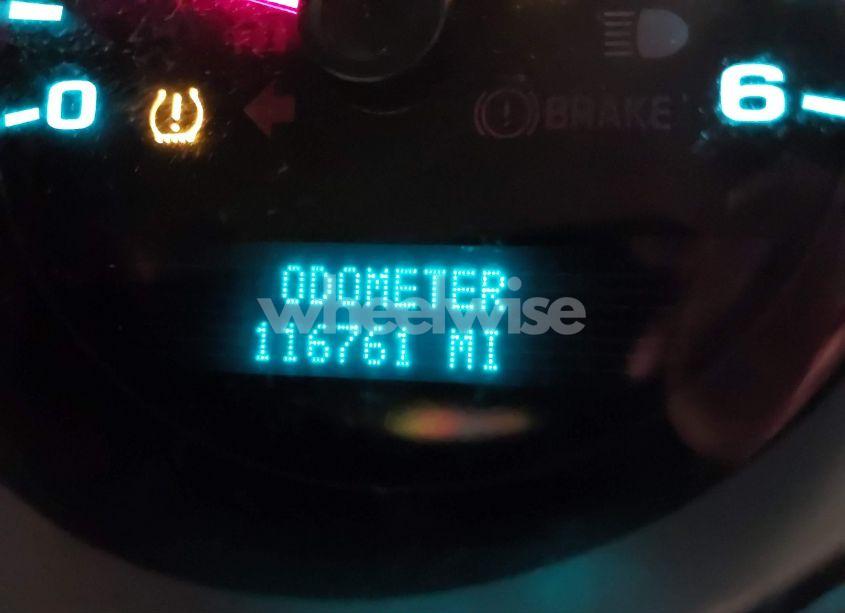 0
6
BRAKE
ODOMETER
wheelwise
116761 MI